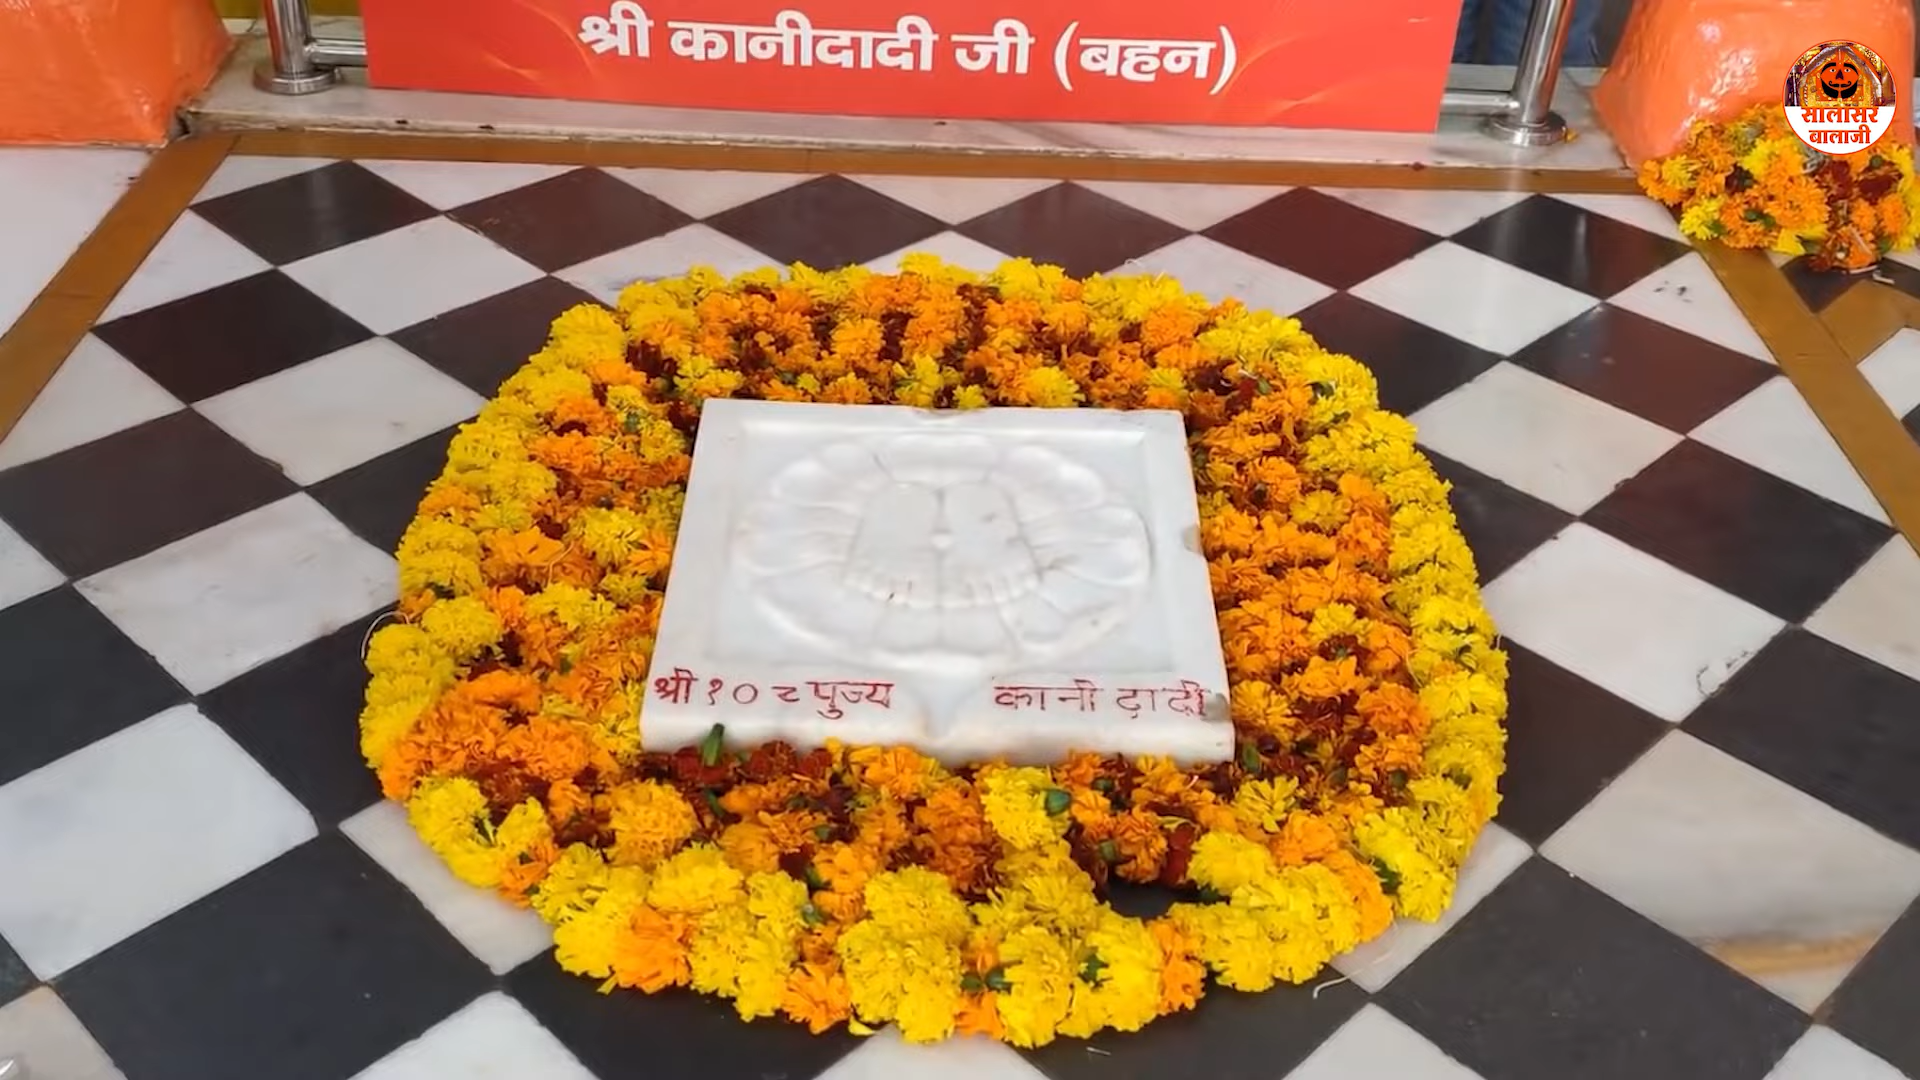 श्री कानीदादी जी (बहन)
सालासर
बालाजी
श्री १०८ पुज्य कानी दादी